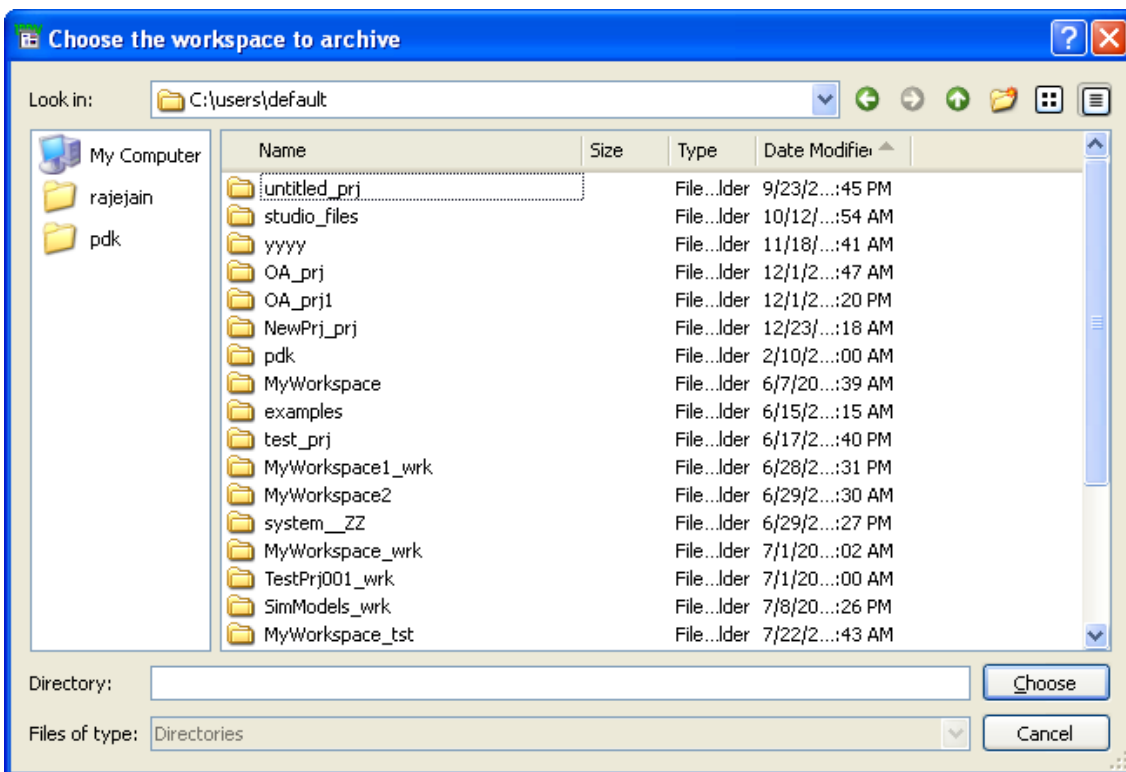 Choose the workspace to archive
Look in: C:\users\default
My Computer
rajejain
pdk
Name Size Type Date Modifie
untitled_prj File...lder 9/23/2...:45 PM
studio_files File...lder 10/12/...:54 AM
yyyy File...lder 11/18/...:41 AM
OA_prj File...lder 12/1/2...:47 AM
OA_prj1 File...lder 12/1/2...:20 PM
NewPrj_prj File...lder 12/23/...:18 AM
pdk File...lder 2/10/2...:00 AM
MyWorkspace File...lder 6/7/20...:39 AM
examples File...lder 6/15/2...:15 AM
test_prj File...lder 6/17/2...:40 PM
MyWorkspace1_wrk File...lder 6/28/2...:31 PM
MyWorkspace2 File...lder 6/29/2...:30 AM
system__ZZ File...lder 6/29/2...:27 PM
MyWorkspace_wrk File...lder 7/1/20...:02 AM
TestPrj001_wrk File...lder 7/1/20...:00 AM
SimModels_wrk File...lder 7/8/20...:26 PM
MyWorkspace_tst File...lder 7/22/2...:43 AM
Directory: Choose
Files of type: Directories Cancel